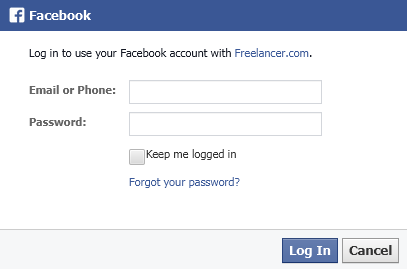 Facebook
Log in to use your Facebook account with Freelancer.com.
Email or Phone:
Password:
Keep me logged in
Forgot your password?
Log In Cancel